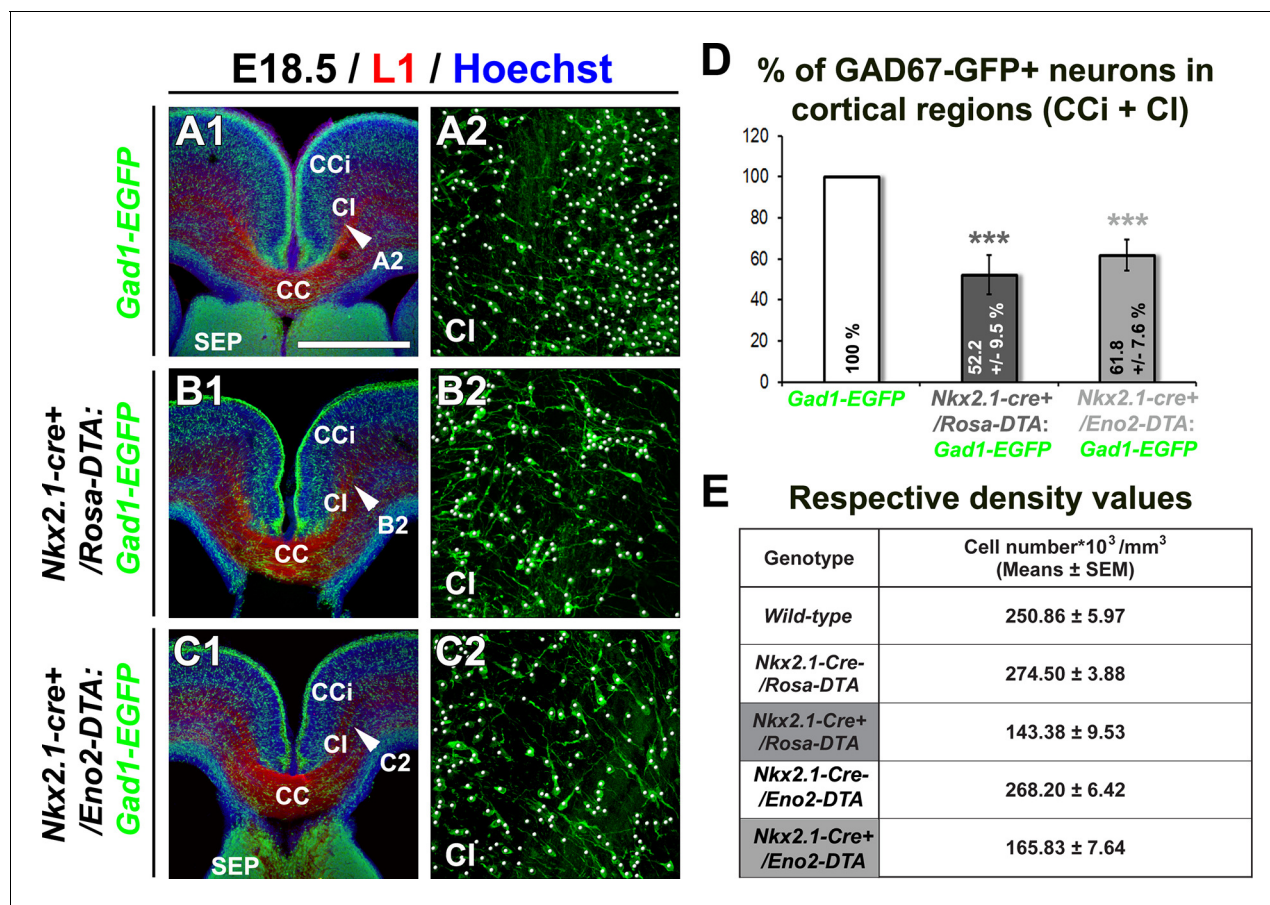 E18.5 / L1 / Hoechst
Gad1-EGFP
A1
CCi
Cl
A2
CC
SEP
A2
Cl
Nkx2.1-cre+
/Rosa-DTA:
Gad1-EGFP
B1
CCi
Cl
B2
CC
B2
Cl
Nkx2.1-cre+
/Eno2-DTA:
Gad1-EGFP
C1
CCi
Cl
C2
CC
SEP
C2
Cl
D
% of GAD67-GFP+ neurons in
cortical regions (CCi + CI)
120
100
80
60
40
20
0
100 %
***
52.2
+/- 9.5 %
***
61.8
+/- 7.6 %
Gad1-EGFP
Nkx2.1-cre+
/Rosa-DTA:
Gad1-EGFP
Nkx2.1-cre+
/Eno2-DTA:
Gad1-EGFP
E
Respective density values
Genotype
Cell number*10³/mm³
(Means ± SEM)
Wild-type
250.86 ± 5.97
Nkx2.1-Cre-
/Rosa-DTA
274.50 ± 3.88
Nkx2.1-Cre+
/Rosa-DTA
143.38 ± 9.53
Nkx2.1-Cre-
/Eno2-DTA
268.20 ± 6.42
Nkx2.1-Cre+
/Eno2-DTA
165.83 ± 7.64